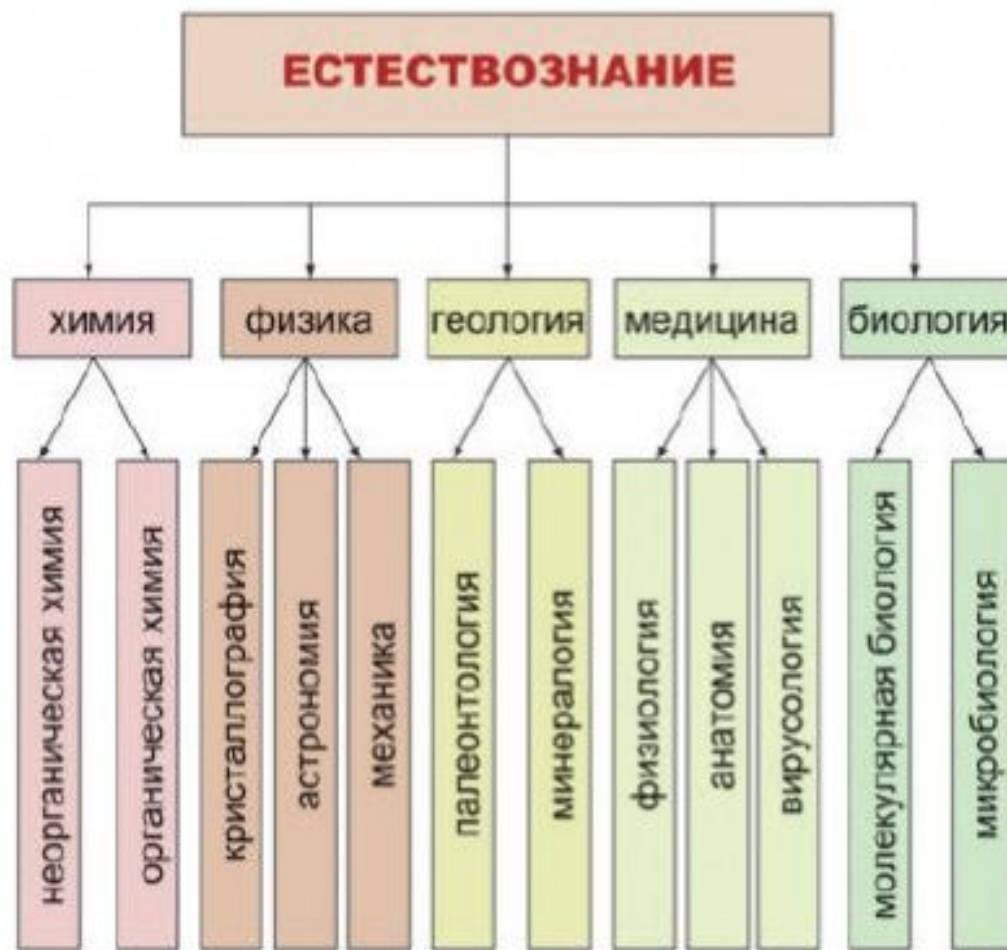 ЕСТЕСТВОЗНАНИЕ
химия
физика
геология
медицина
биология
неорганическая химия
органическая химия
кристаллография
астрономия
механика
палеонтология
минералогия
физиология
анатомия
вирусология
молекулярная биология
микробиология